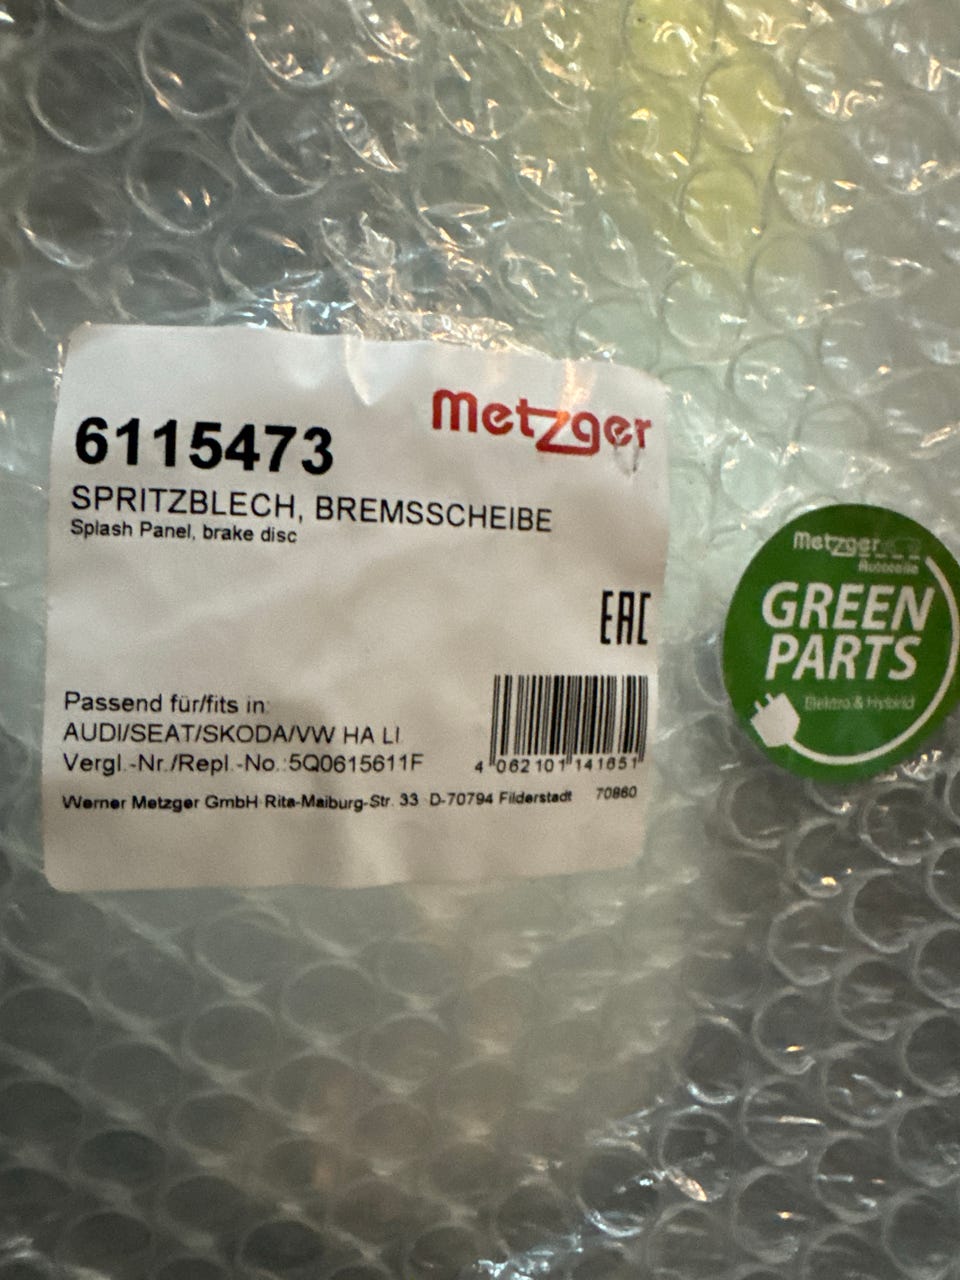 Metzger
6115473
SPRITZBLECH, BREMSSCHEIBE
Splash Panel, brake disc
EAC
Passend für/fits in:
AUDI/SEAT/SKODA/VW HA LI
Vergl.-Nr./Repl.-No.:5Q0615611F
4 062101 141651
Werner Metzger GmbH Rita-Maiburg-Str. 33 D-70794 Filderstadt 70860
Metzger
Autoteile
GREEN
PARTS
Elektro & Hybrid